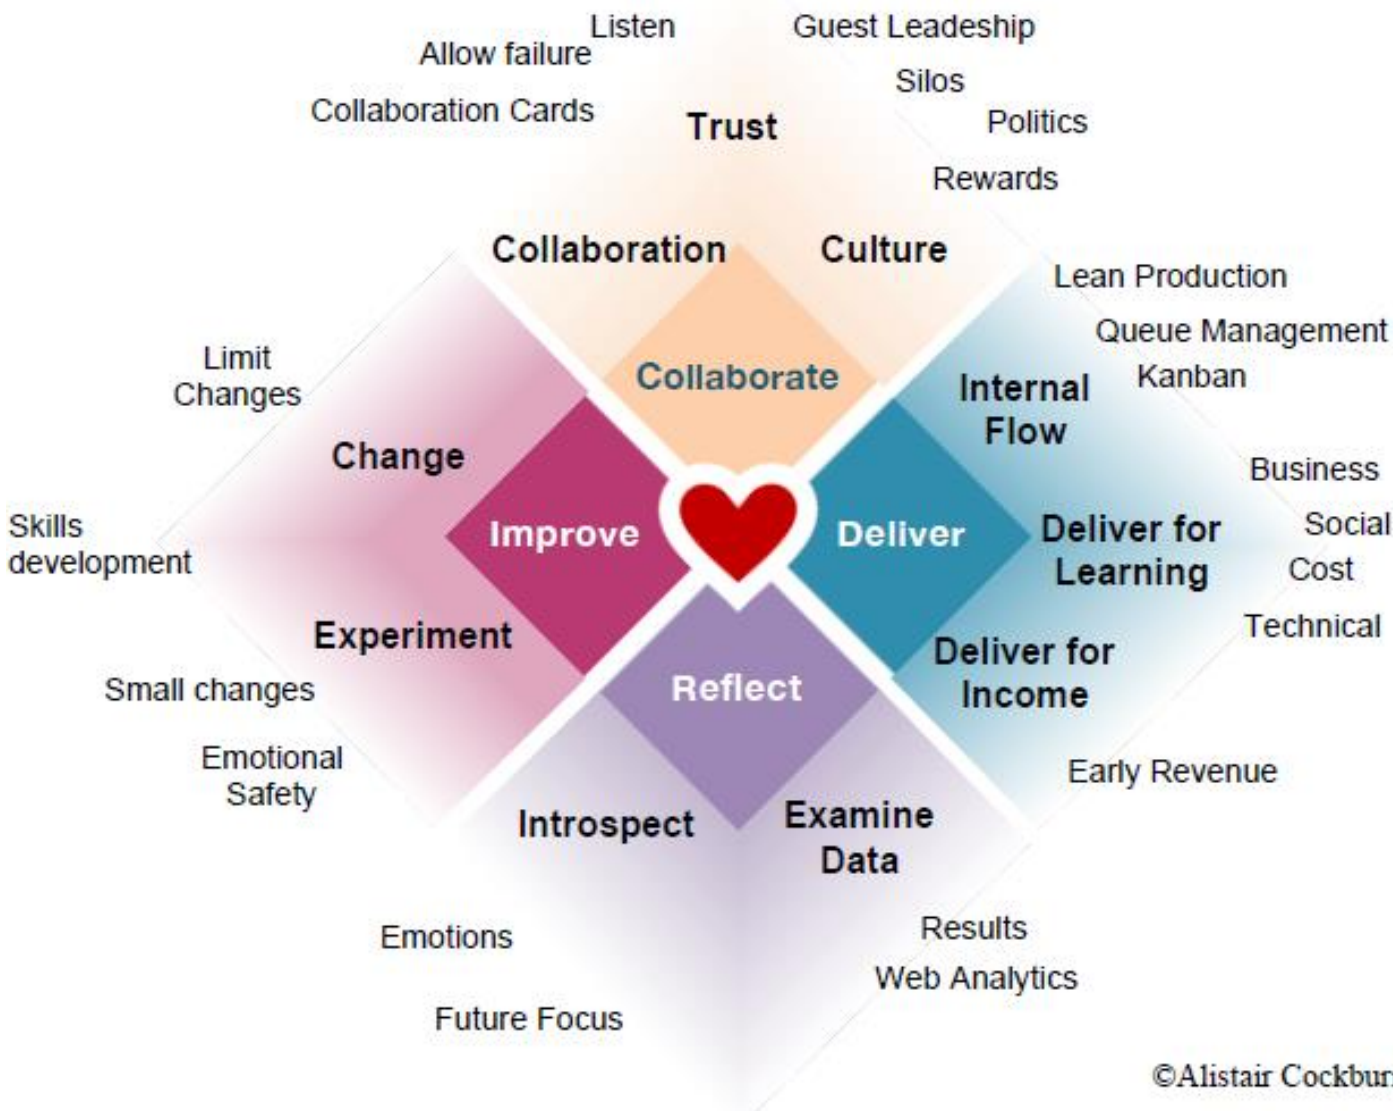 Listen
Guest Leadeship
Allow failure
Silos
Collaboration Cards
Politics
Trust
Rewards
Collaboration
Culture
Lean Production
Queue Management
Limit
Changes
Collaborate
Kanban
Internal
Flow
Change
Business
Skills
development
Improve
Deliver
Deliver for
Learning
Social
Cost
Experiment
Technical
Deliver for
Income
Small changes
Reflect
Emotional
Safety
Early Revenue
Introspect
Examine
Data
Emotions
Results
Web Analytics
Future Focus
©Alistair Cockbur